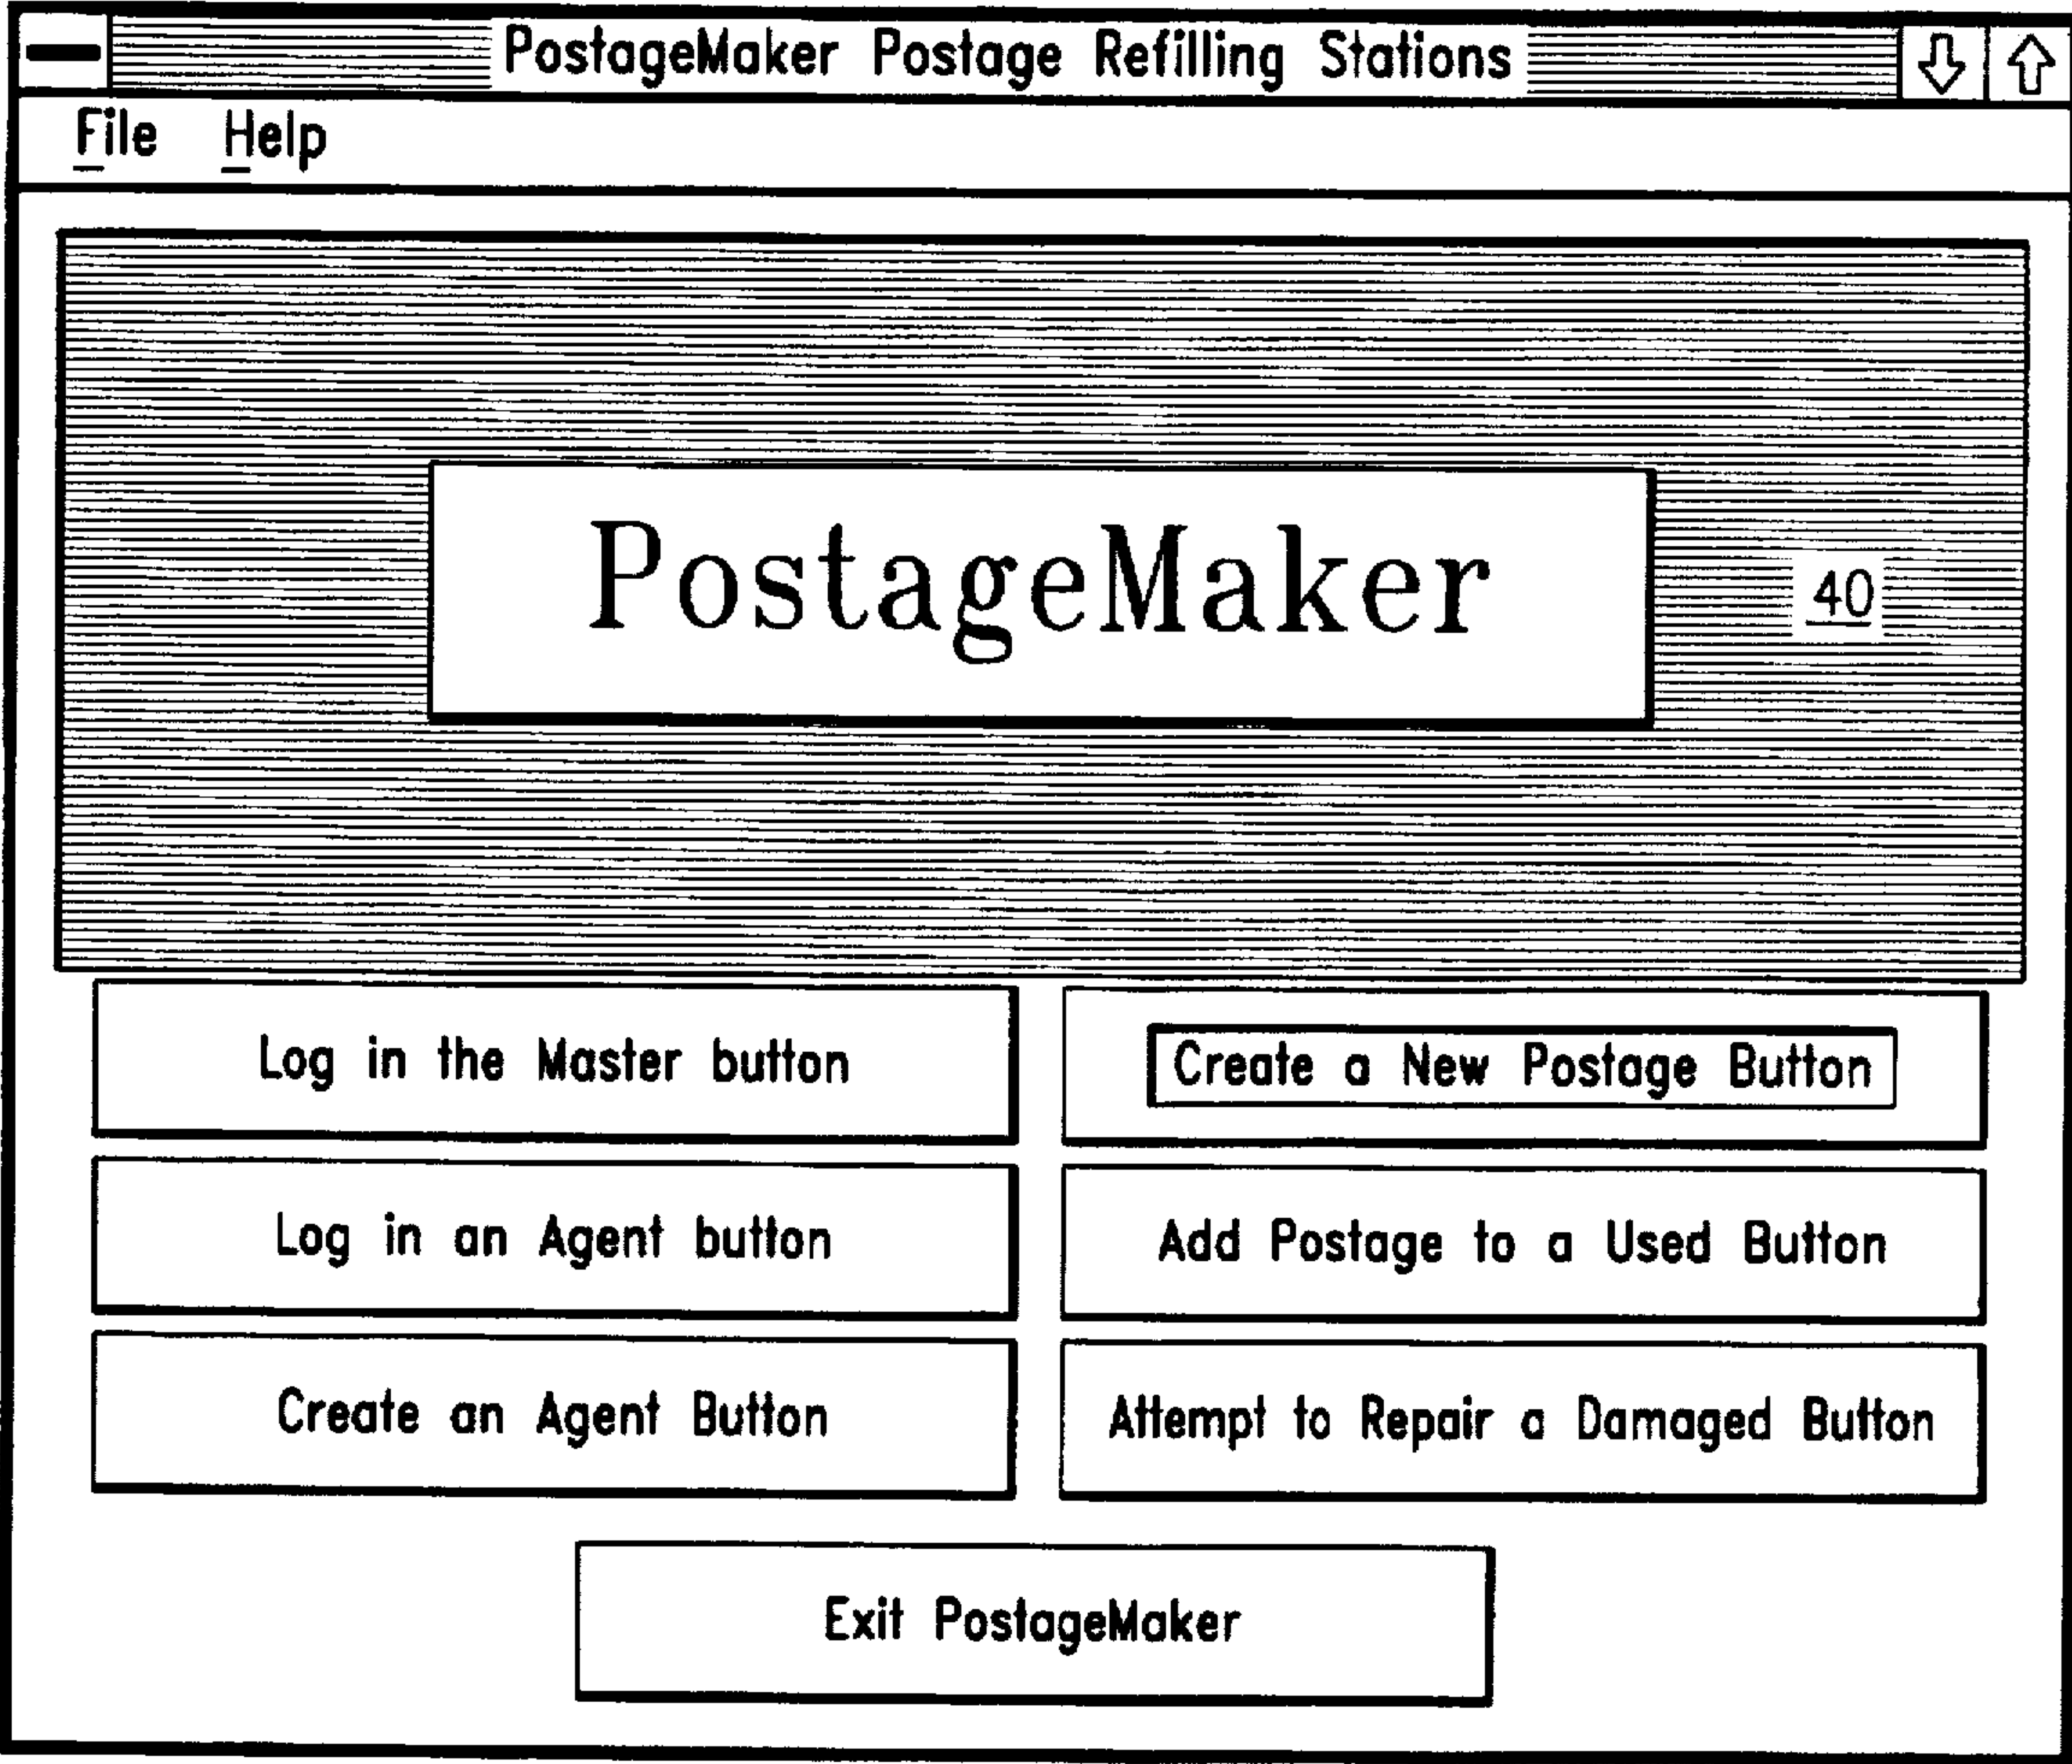 PostageMaker Postage Refilling Stations
File Help
PostageMaker
40
Log in the Master button
Create a New Postage Button
Log in an Agent button
Add Postage to a Used Button
Create an Agent Button
Attempt to Repair a Damaged Button
Exit PostageMaker